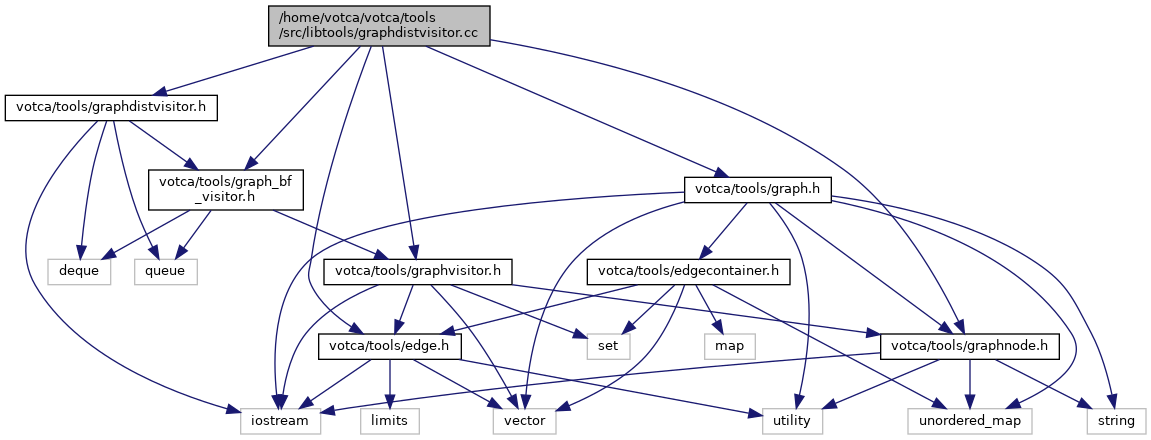 /home/votca/votca/tools
/src/libtools/graphdistvisitor.cc
votca/tools/graphdistvisitor.h
votca/tools/graph_bf
_visitor.h
votca/tools/graph.h
deque
queue
votca/tools/graphvisitor.h
votca/tools/edgecontainer.h
votca/tools/edge.h
set
map
votca/tools/graphnode.h
iostream
limits
vector
utility
unordered_map
string